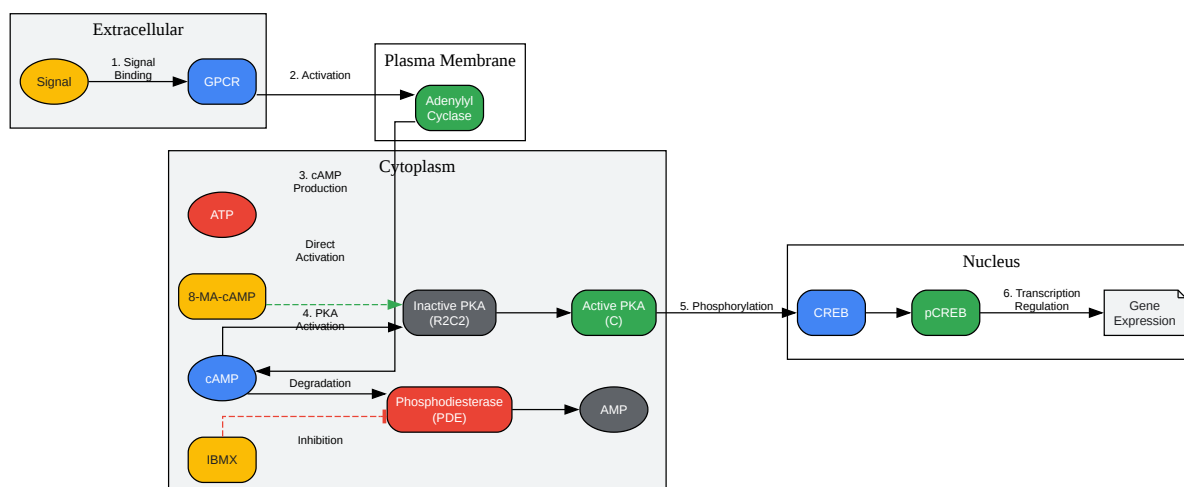 Extracellular
Signal
1. Signal
Binding
GPCR
2. Activation
Plasma Membrane
Adenylyl
Cyclase
Cytoplasm
3. cAMP
Production
ATP
Direct
Activation
8-MA-cAMP
4. PKA
Activation
Inactive PKA
(R2C2)
Active PKA
(C)
cAMP
Degradation
Phosphodiesterase
(PDE)
AMP
Inhibition
IBMX
5. Phosphorylation
Nucleus
CREB
pCREB
6. Transcription
Regulation
Gene
Expression